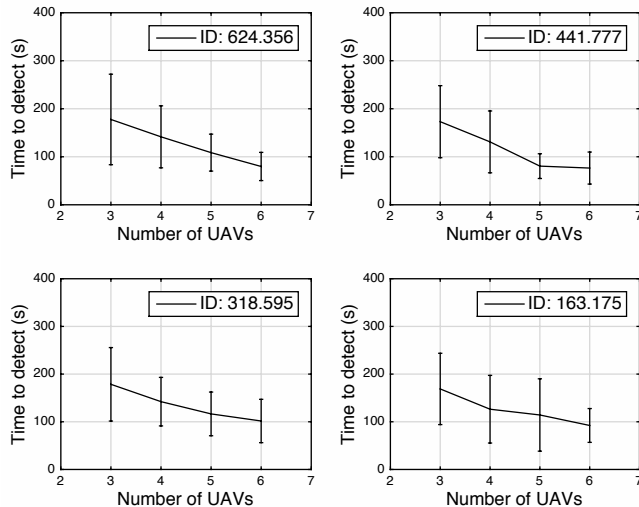 400
300
200
100
0
Time to detect (s)
ID: 624.356
2 3 4 5 6 7
Number of UAVs
400
300
200
100
0
Time to detect (s)
ID: 441.777
2 3 4 5 6 7
Number of UAVs
400
300
200
100
0
Time to detect (s)
ID: 318.595
2 3 4 5 6 7
Number of UAVs
400
300
200
100
0
Time to detect (s)
ID: 163.175
2 3 4 5 6 7
Number of UAVs